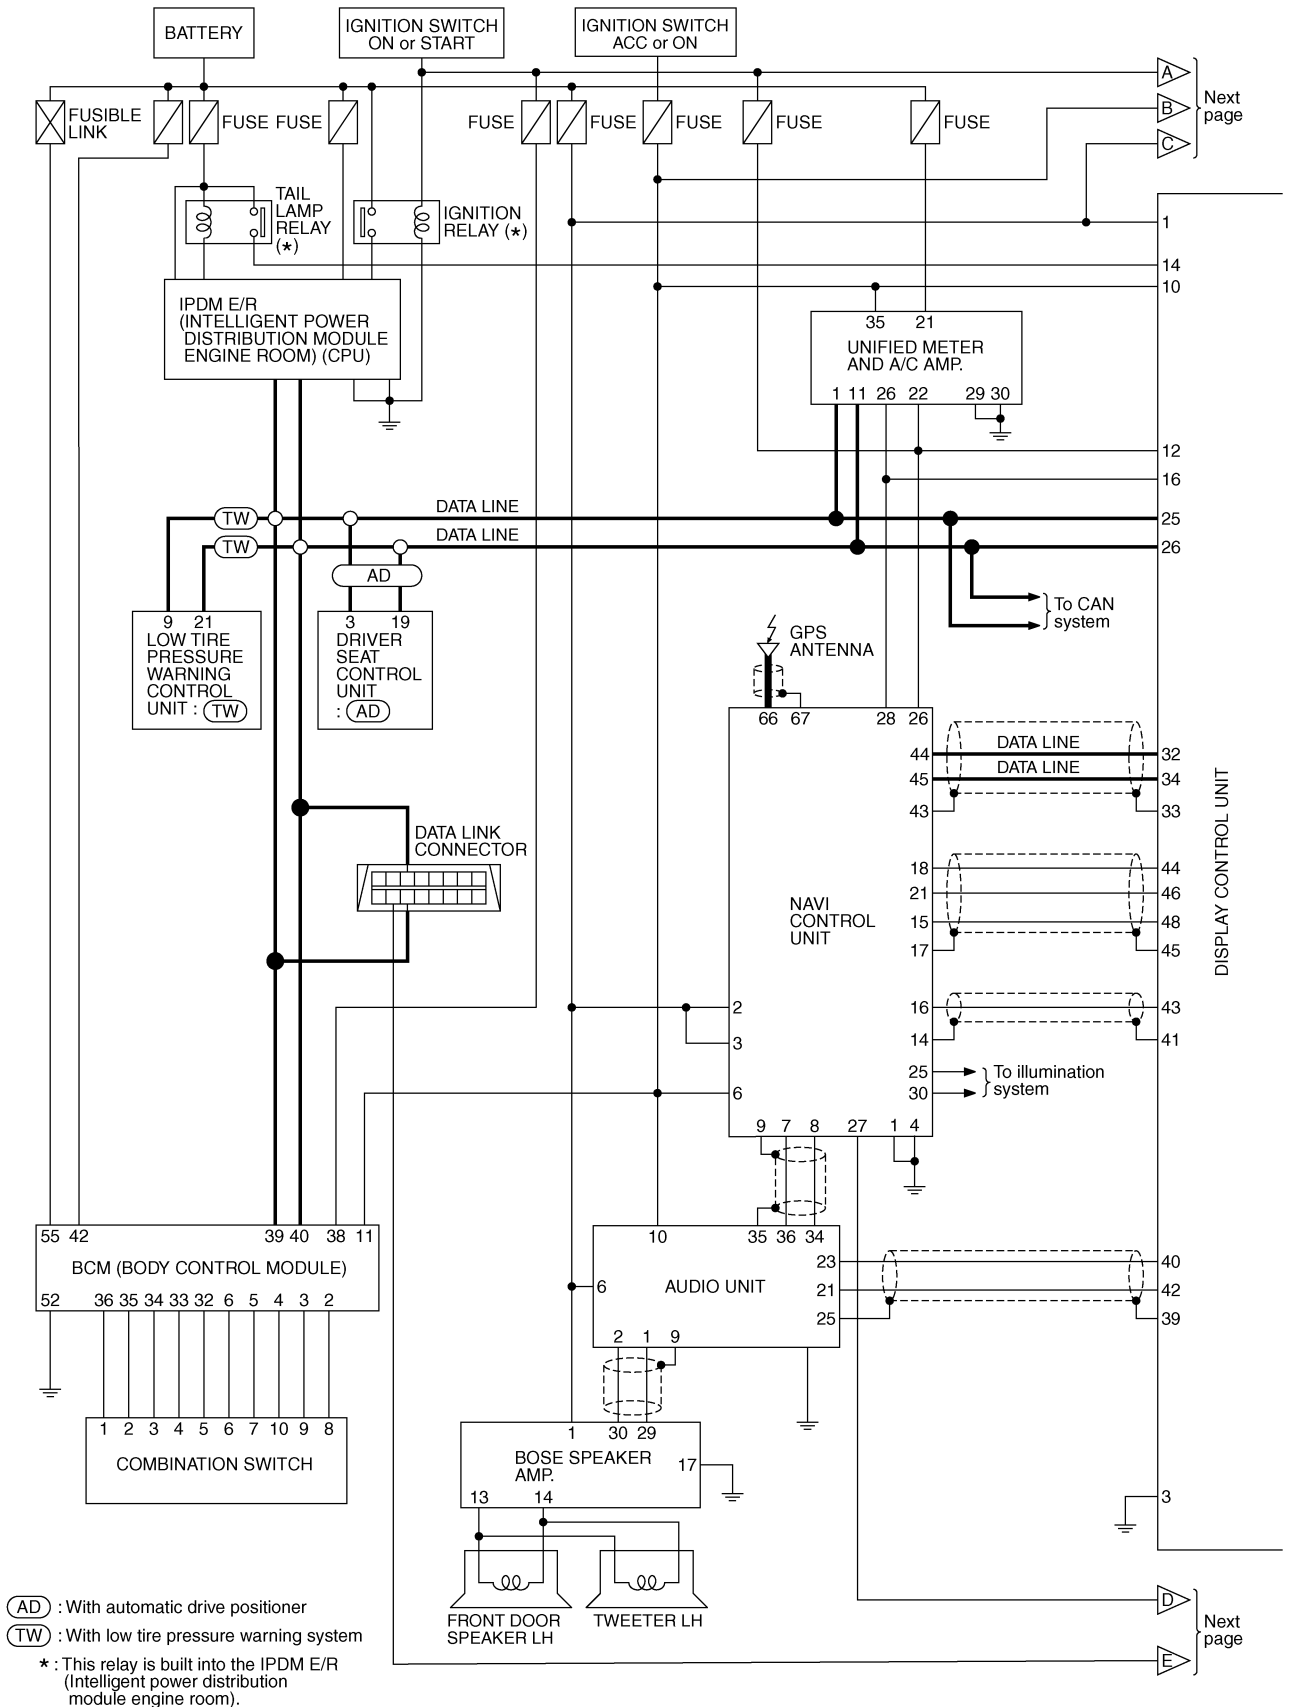 BATTERY
IGNITION SWITCH
ON or START
IGNITION SWITCH
ACC or ON
A
B
C
Next
page
FUSIBLE
LINK
FUSE
FUSE
FUSE
FUSE
FUSE
FUSE
FUSE
TAIL
LAMP
RELAY
(*)
IGNITION
RELAY (*)
1
14
10
IPDM E/R
(INTELLIGENT POWER
DISTRIBUTION MODULE
ENGINE ROOM) (CPU)
35 21
UNIFIED METER
AND A/C AMP.
1 11 26 22 29 30
12
16
DATA LINE
25
DATA LINE
26
TW
TW
AD
To CAN
system
9 21
LOW TIRE
PRESSURE
WARNING
CONTROL
UNIT : TW
3 19
DRIVER
SEAT
CONTROL
UNIT
: AD
GPS
ANTENNA
66 67 28 26
44 DATA LINE 32
45 DATA LINE 34
43 33
DATA LINK
CONNECTOR
18 44
21 46
15 48
17 45
NAVI
CONTROL
UNIT
DISPLAY CONTROL UNIT
2
3
6
16 43
14 41
25
30
To illumination
system
9 7 8 27 1 4
55 42 39 40 38 11
BCM (BODY CONTROL MODULE)
52 36 35 34 33 32 6 5 4 3 2
10 35 36 34
AUDIO UNIT
6
23 40
21 42
25 39
2 1 9
1 2 3 4 5 6 7 10 9 8
COMBINATION SWITCH
1 30 29
BOSE SPEAKER
AMP.
17
13 14
3
FRONT DOOR
SPEAKER LH
TWEETER LH
D
E
Next
page
AD : With automatic drive positioner
TW : With low tire pressure warning system
* : This relay is built into the IPDM E/R
(Intelligent power distribution
module engine room).